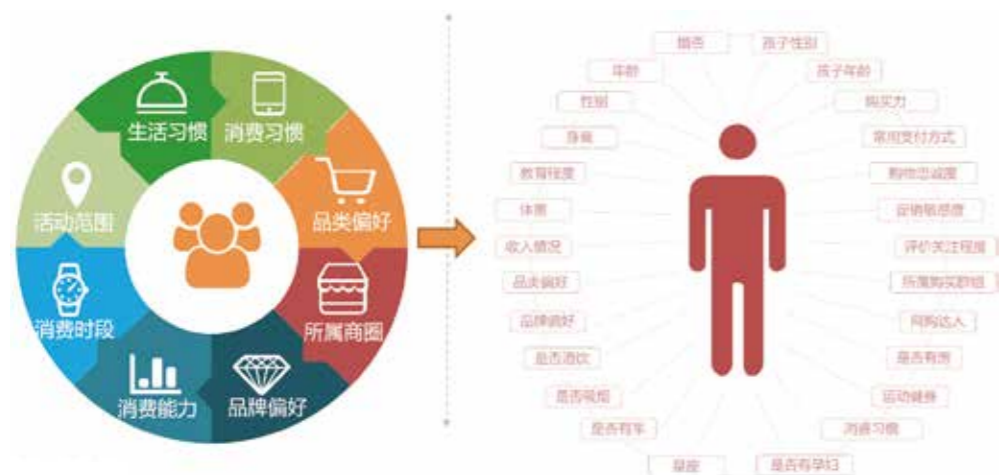 生活习惯
消费习惯
品类偏好
所属商圈
品牌偏好
消费能力
消费时段
活动范围
婚否
孩子性别
年龄
孩子年龄
性别
购买力
身高
常用支付方式
教育程度
购物忠诚度
体重
促销敏感度
收入情况
评价关注程度
品类偏好
所属购买群组
品牌偏好
网购达人
是否酒饮
是否有房
是否吸烟
运动健身
是否有车
消费习惯
星座
是否有孕妇